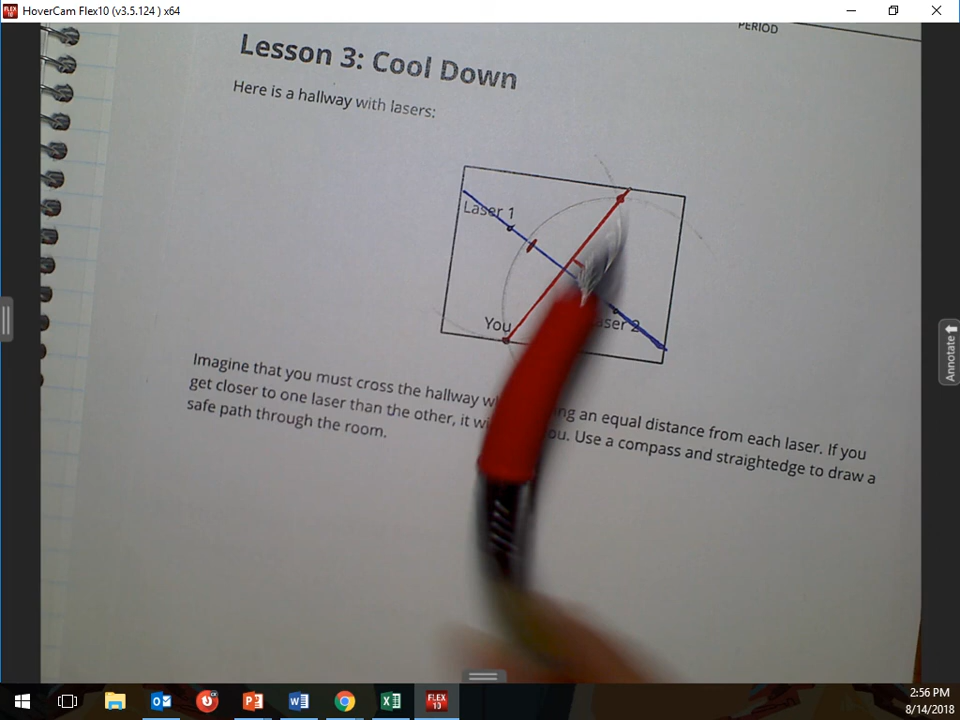 HoverCam Flex10 (v3.5.124 ) x64
PERIOD
Lesson 3: Cool Down
Here is a hallway with lasers:
Laser 1
You
aser 2
Imagine that you must cross the hallway ing an equal distance from each laser. If you
get closer to one laser than the other, it ou. Use a compass and straightedge to draw a
safe path through the room.
Annotate
FLEX
10
2:56 PM
8/14/2018